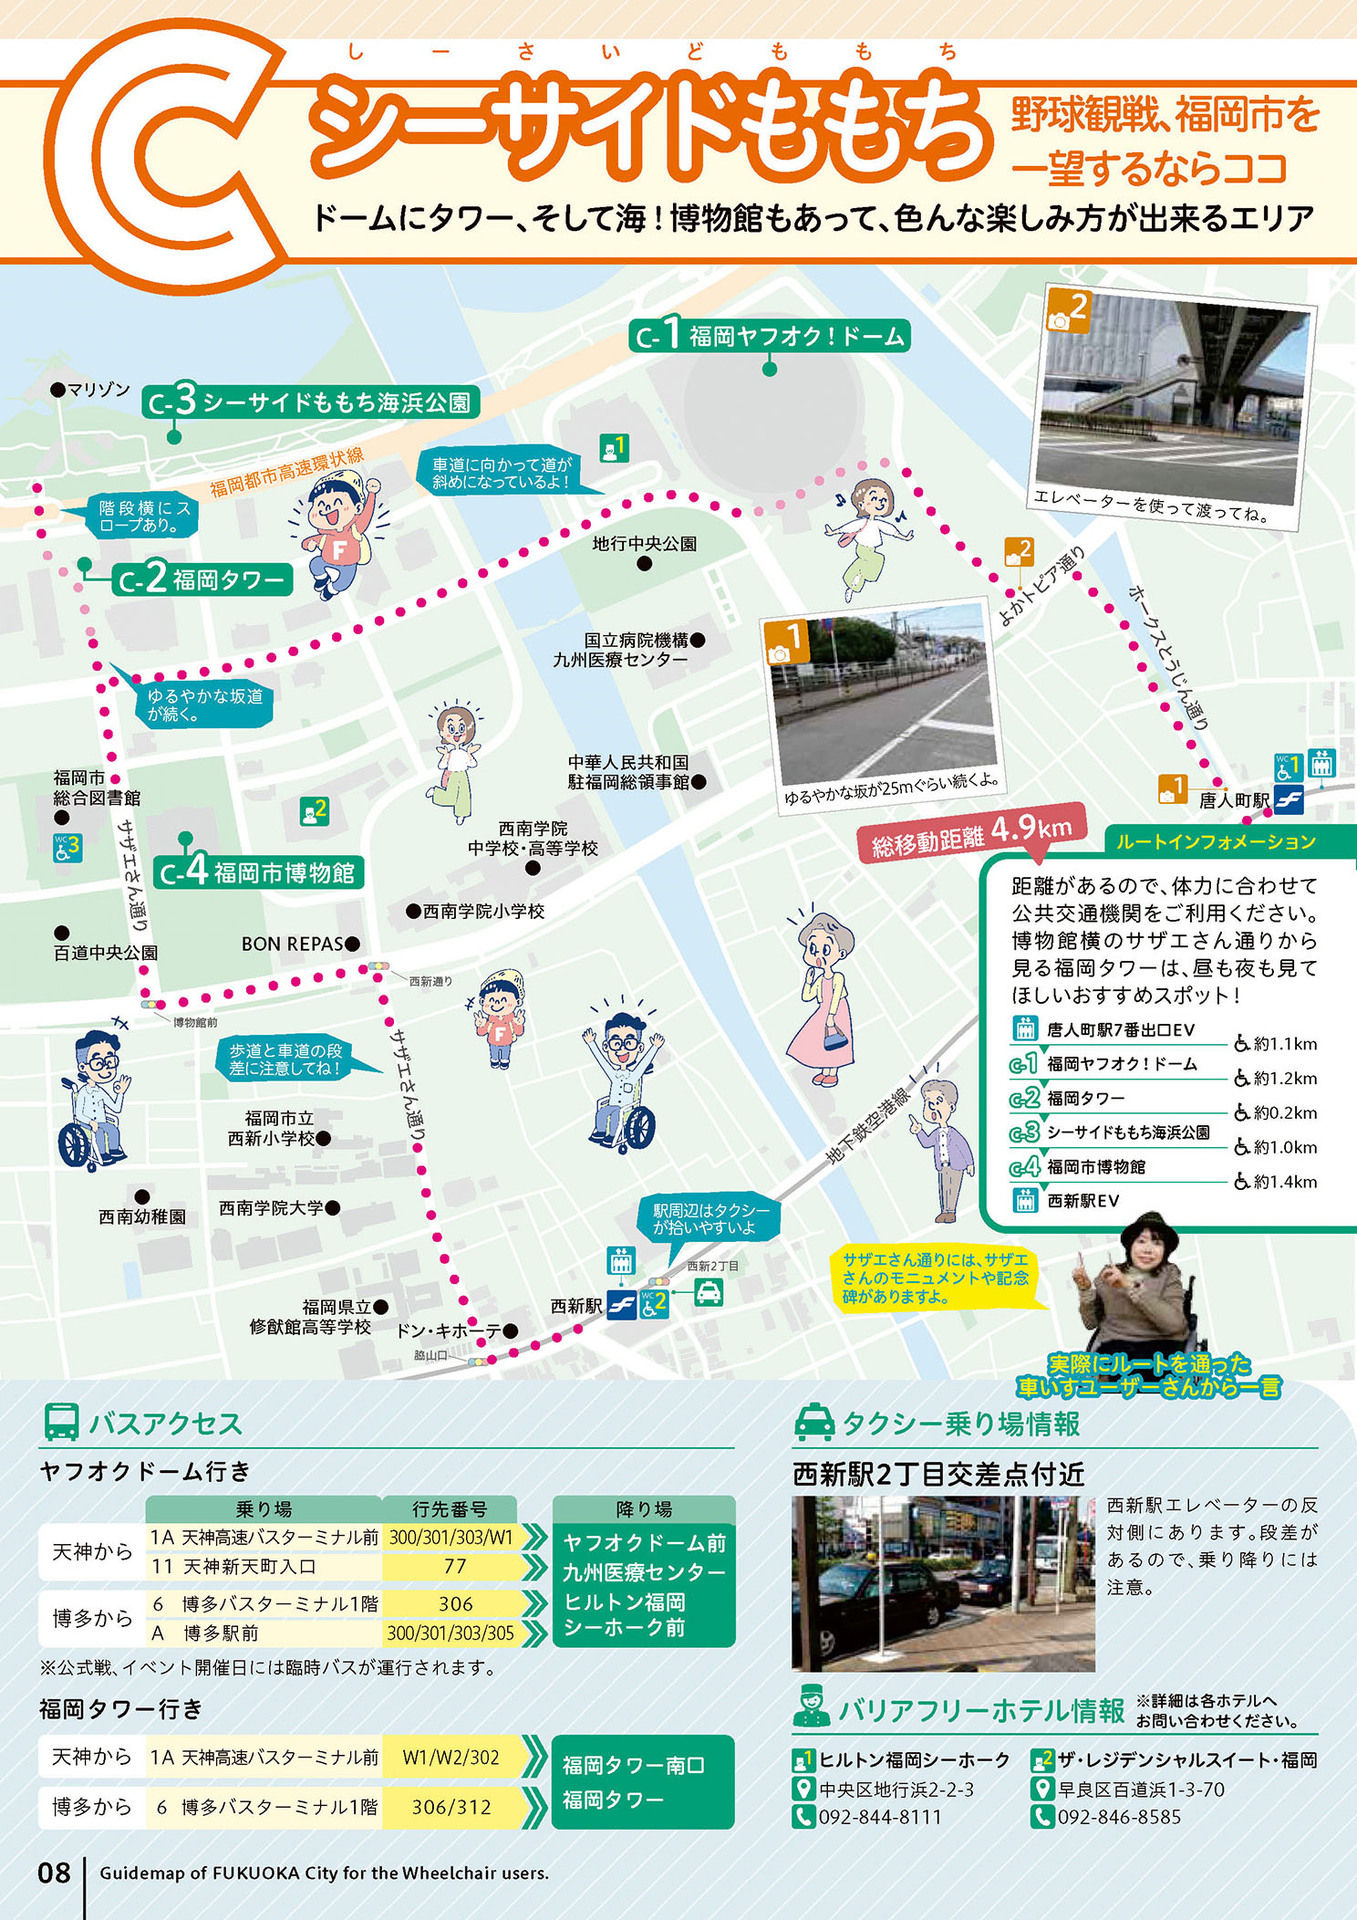 C
しーさいどももち
シーサイドももち
野球観戦、福岡市を
一望するならココ
ドームにタワー、そして海！博物館もあって、色んな楽しみ方が出来るエリア
C-1 福岡ヤフオク！ドーム
2
エレベーターを使って渡ってね。
マリゾン
C-3 シーサイドももち海浜公園
福岡都市高速環状線
1
車道に向かって道が
斜めになっているよ！
階段横にス
ロープあり。
F
地行中央公園
2
よかトピア通り
C-2 福岡タワー
ホークスとうじん通り
国立病院機構
九州医療センター
1
ゆるやかな坂が25mぐらい続くよ。
ゆるやかな坂道
が続く。
中華人民共和国
駐福岡総領事館
福岡市
総合図書館
WC 3
サザエさん通り
2
C-4 福岡市博物館
西南学院
中学校・高等学校
WC 1
1
唐人町駅
西南学院小学校
BON REPAS
百道中央公園
西新通り
博物館前
F
歩道と車道の段
差に注意してね！
サザエさん通り
福岡市立
西新小学校
地下鉄空港線
西南幼稚園
西南学院大学
駅周辺はタクシー
が拾いやすいよ
西新2丁目
西新駅
WC 2
福岡県立
修猷館高等学校
ドン・キホーテ
脇山口
総移動距離 4.9km
ルートインフォメーション
距離があるので、体力に合わせて
公共交通機関をご利用ください。
博物館横のサザエさん通りから
見る福岡タワーは、昼も夜も見て
ほしいおすすめスポット！
唐人町駅7番出口EV
約1.1km
C-1 福岡ヤフオク！ドーム
約1.2km
C-2 福岡タワー
約0.2km
C-3 シーサイドももち海浜公園
約1.0km
C-4 福岡市博物館
約1.4km
西新駅EV
サザエさん通りには、サザエ
さんのモニュメントや記念
碑がありますよ。
実際にルートを通った
車いすユーザーさんから一言
バスアクセス
ヤフオクドーム行き
乗り場 行先番号 降り場
天神から
1A 天神高速バスターミナル前 300/301/303/W1
11 天神新天町入口 77
博多から
6 博多バスターミナル1階 306
A 博多駅前 300/301/303/305
ヤフオクドーム前
九州医療センター
ヒルトン福岡
シーホーク前
※公式戦、イベント開催日には臨時バスが運行されます。
福岡タワー行き
天神から 1A 天神高速バスターミナル前 W1/W2/302
博多から 6 博多バスターミナル1階 306/312
福岡タワー南口
福岡タワー
タクシー乗り場情報
西新駅2丁目交差点付近
西新駅エレベーターの反
対側にあります。段差が
あるので、乗り降りには
注意。
バリアフリーホテル情報
※詳細は各ホテルへ
お問い合わせください。
1 ヒルトン福岡シーホーク
中央区地行浜2-2-3
092-844-8111
2 ザ・レジデンシャルスイート・福岡
早良区百道浜1-3-70
092-846-8585
08 Guidemap of FUKUOKA City for the Wheelchair users.